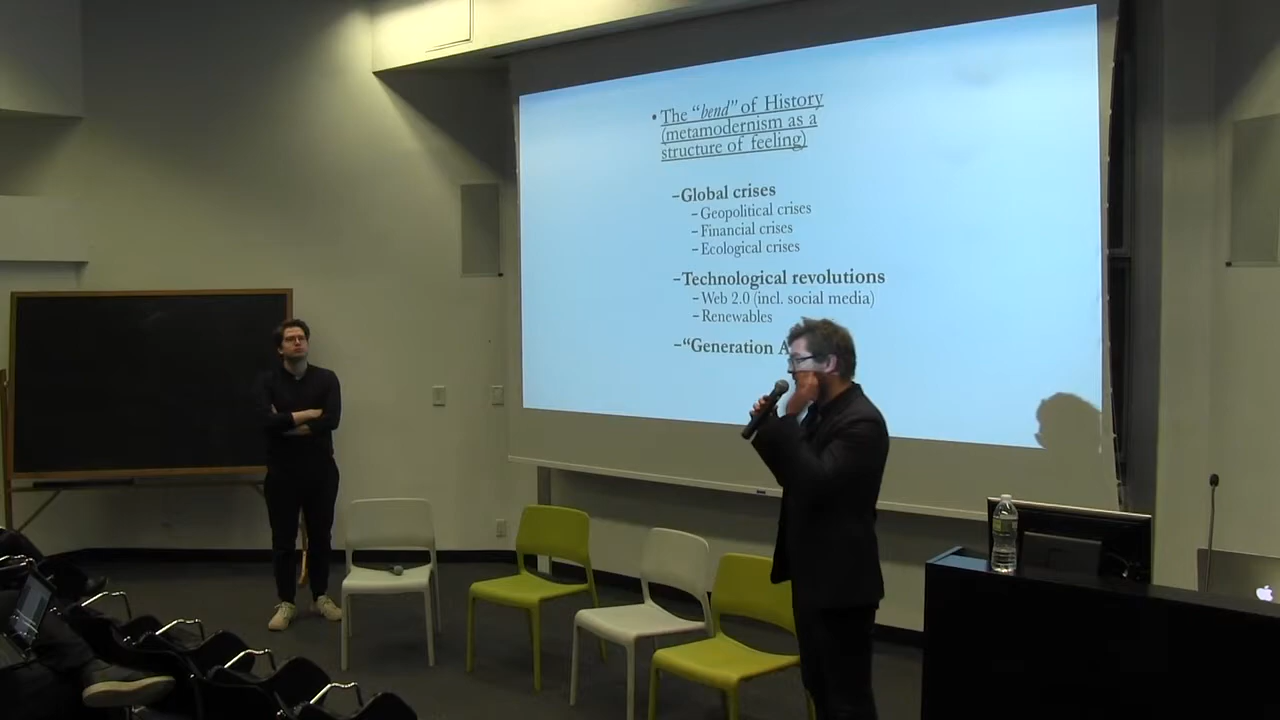 • The “bend” of History
(metamodernism as a
structure of feeling)
–Global crises
–Geopolitical crises
–Financial crises
–Ecological crises
–Technological revolutions
–Web 2.0 (incl. social media)
–Renewables
–“Generation